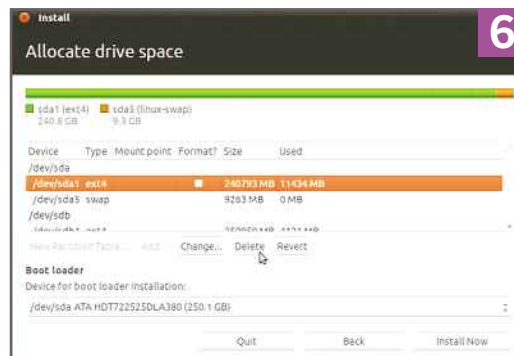 Install
6
Allocate drive space
sda1 (ext4) sda5 (linux-swap)
240.8 GB 9.3 GB
Device Type Mount point Format? Size Used
/dev/sda
/dev/sda1 ext4 240793 MB 11434 MB
/dev/sda5 swap 9263 MB 0 MB
/dev/sdb
/dev/sdb1 ext4
New Partition Table... Add... Change... Delete Revert
Boot loader
Device for boot loader installation:
/dev/sda ATA HDT722525DLA380 (250.1 GB)
Quit Back Install Now